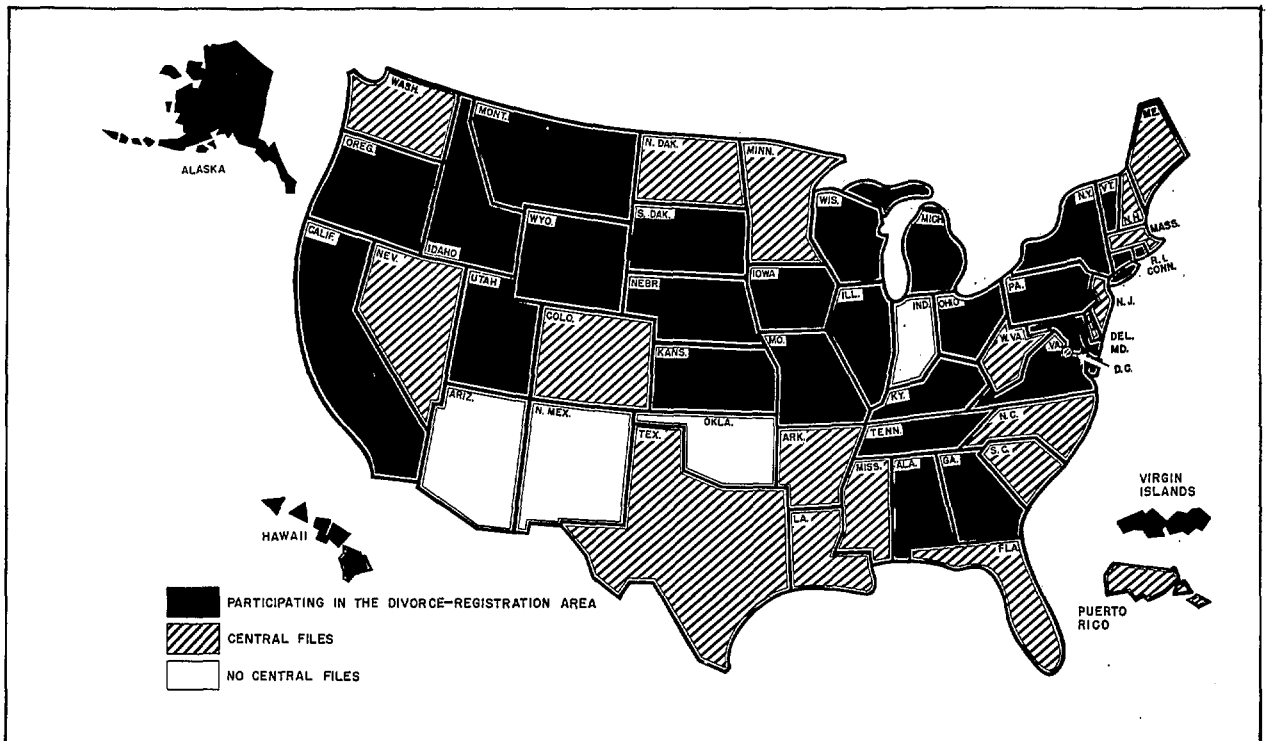 WASH.
MONT.
N. DAK.
MINN.
ME.
OREG.
ALASKA
WIS.
MICH.
N.Y.
VT.
N.H.
MASS.
S. DAK.
WYO.
IDAHO
R.I.
CONN.
CALIF.
NEV.
UTAH
NEBR.
IOWA
ILL.
IND.
OHIO
PA.
N.J.
COLO.
W. VA.
VA.
DEL.
MD.
D.C.
KANS.
MO.
KY.
ARIZ.
N. MEX.
OKLA.
TENN.
N.C.
TEX.
ARK.
S.C.
MISS.
ALA.
GA.
VIRGIN
ISLANDS
LA.
FLA.
HAWAII
PUERTO
RICO
PARTICIPATING IN THE DIVORCE-REGISTRATION AREA
CENTRAL FILES
NO CENTRAL FILES